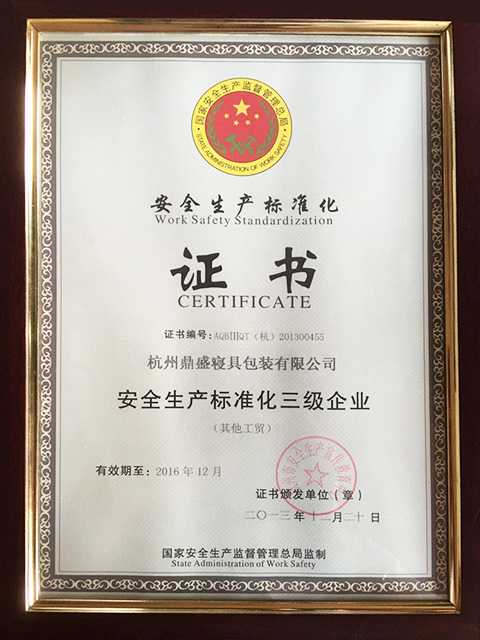 国家安全生产监督管理总局
STATE ADMINISTRATION OF WORK SAFETY
安全生产标准化
Work Safety Standardization
证书
CERTIFICATE
证书编号：AQBⅢQT（杭）201300455
杭州鼎盛寝具包装有限公司
安全生产标准化三级企业
（其他工贸）
有效期至：2016 年 12 月
证书颁发单位（章）
二〇一三 年 十二 月 二十 日
国家安全生产监督管理总局监制
State Administration of Work Safety